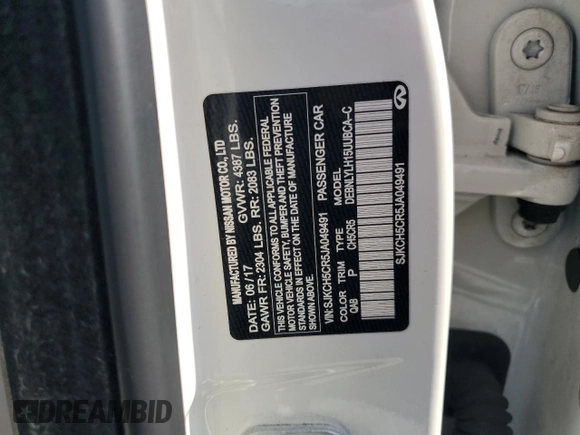 MANUFACTURED BY NISSAN MOTOR CO., LTD
DATE: 06/17 GVWR: 4387 LBS.
GAWR FR: 2304 LBS. RR: 2083 LBS.
THIS VEHICLE CONFORMS TO ALL APPLICABLE FEDERAL
MOTOR VEHICLE SAFETY, BUMPER AND THEFT PREVENTION
STANDARDS IN EFFECT ON THE DATE OF MANUFACTURE
SHOWN ABOVE.
VIN:SJKCH5CR5JA049491 PASSENGER CAR
COLOR TRIM TYPE MODEL
QAB P CH5CR5 DEBNLYLH15UUBCA-C
SJKCH5CR5JA049491
DREAMBID